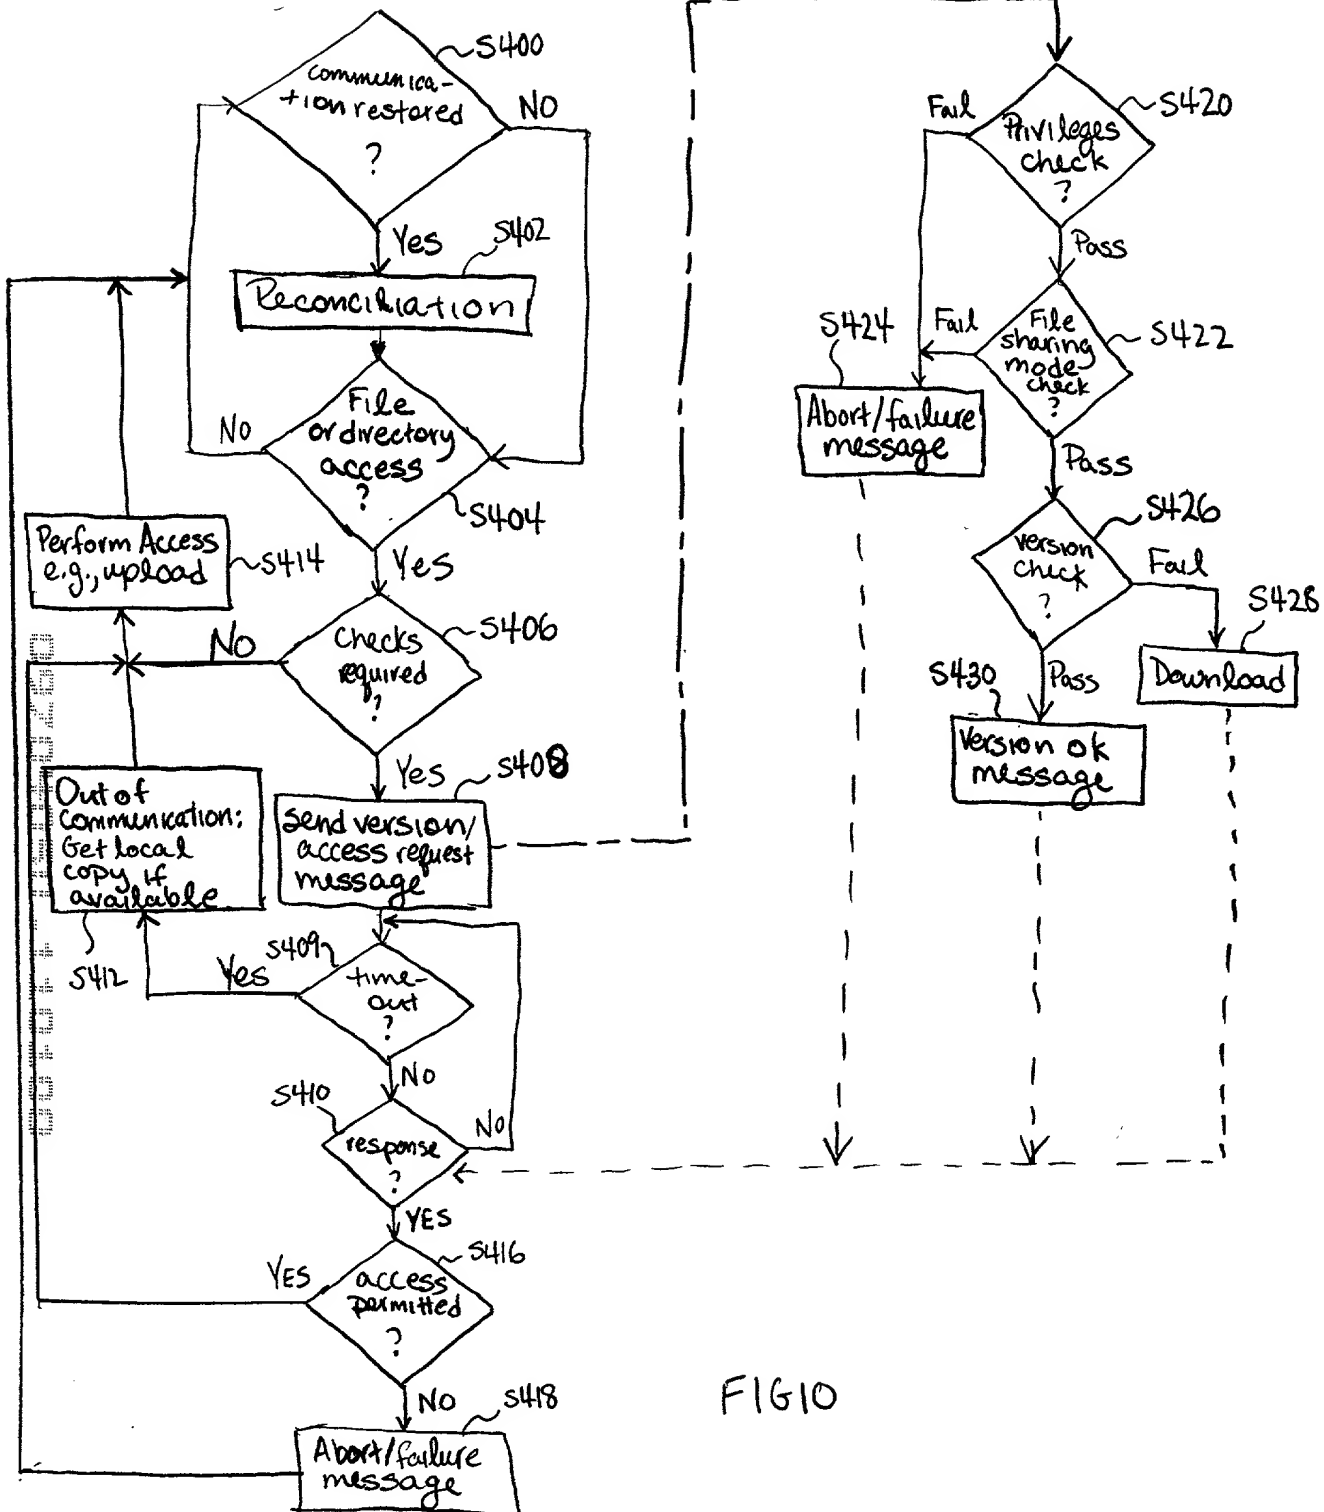 S400
communica-
tion restored
?
NO
Yes
S402
Reconciliation
File
or directory
access
?
No
S404
Yes
Perform Access
e.g., upload
S414
Checks
required
?
S406
No
Yes
S408
Send version/
access request
message
Out of
communication:
Get local
copy if
available
S412
S409
time-
out
?
Yes
NO
S410
response
?
NO
YES
S416
access
permitted
?
YES
NO
S418
Abort/failure
message
S420
Privileges
check
?
Fail
Pass
S422
File
sharing
mode
check
?
Fail
S424
Abort/failure
message
Pass
S426
version
check
?
Fail
S428
Download
Pass
S430
Version ok
message
FIG10